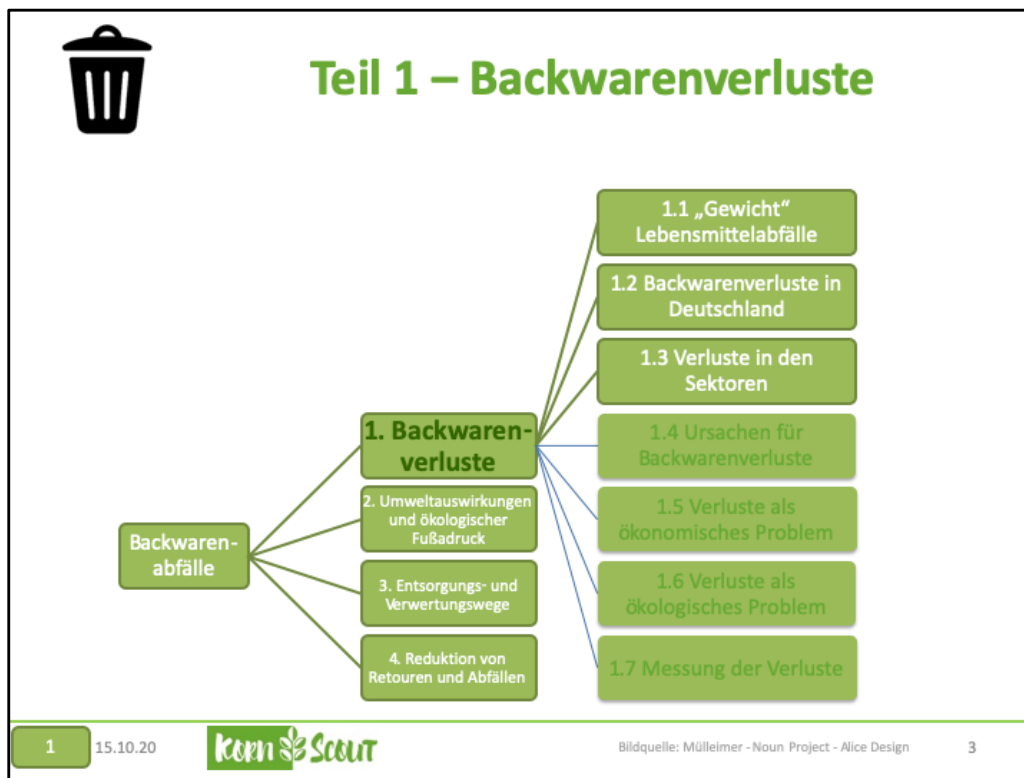 Teil 1 – Backwarenverluste
1.1 „Gewicht“
Lebensmittelabfälle
1.2 Backwarenverluste in
Deutschland
1.3 Verluste in den
Sektoren
1. Backwaren-
verluste
1.4 Ursachen für
Backwarenverluste
2. Umweltauswirkungen
und ökologischer
Fußadruck
1.5 Verluste als
ökonomisches Problem
Backwaren-
abfälle
3. Entsorgungs- und
Verwertungswege
1.6 Verluste als
ökologisches Problem
4. Reduktion von
Retouren und Abfällen
1.7 Messung der Verluste
1
15.10.20
Korn Scout
Bildquelle: Mülleimer - Noun Project - Alice Design
3